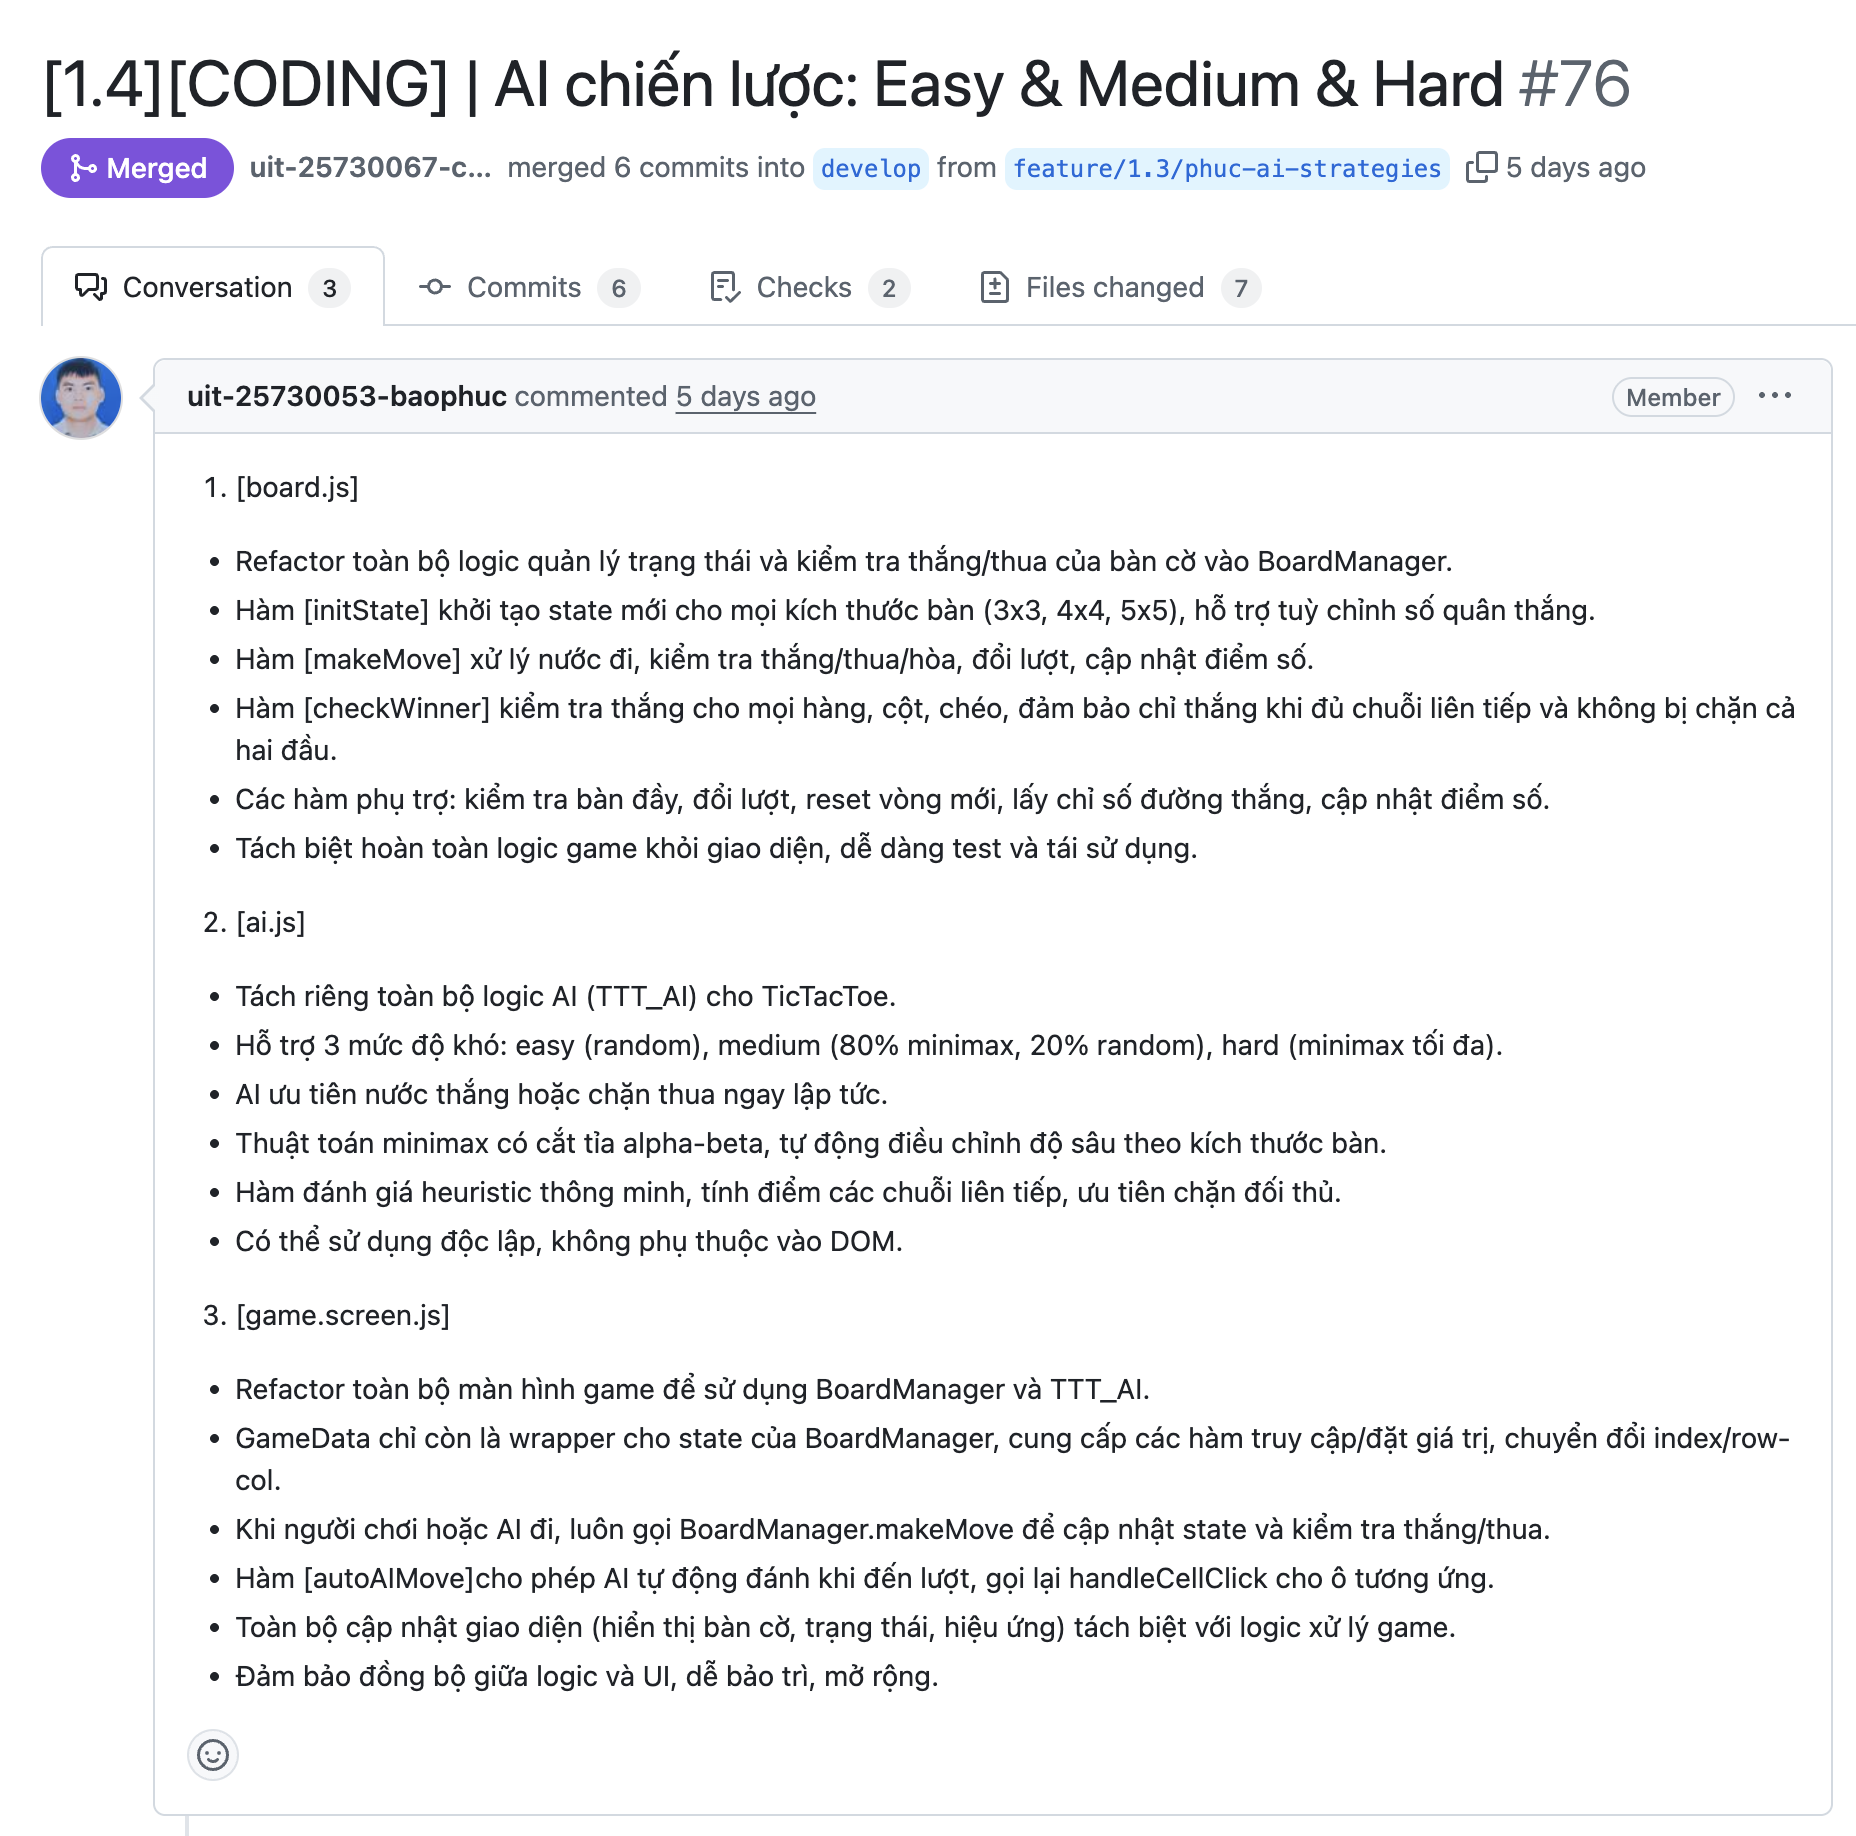 [1.4][CODING] | AI chiến lược: Easy & Medium & Hard #76
Merged uit-25730067-c... merged 6 commits into develop from feature/1.3/phuc-ai-strategies 5 days ago
Conversation 3 Commits 6 Checks 2 Files changed 7
uit-25730053-baophuc commented 5 days ago Member
1. [board.js]
• Refactor toàn bộ logic quản lý trạng thái và kiểm tra thắng/thua của bàn cờ vào BoardManager.
• Hàm [initState] khởi tạo state mới cho mọi kích thước bàn (3x3, 4x4, 5x5), hỗ trợ tuỳ chỉnh số quân thắng.
• Hàm [makeMove] xử lý nước đi, kiểm tra thắng/thua/hòa, đổi lượt, cập nhật điểm số.
• Hàm [checkWinner] kiểm tra thắng cho mọi hàng, cột, chéo, đảm bảo chỉ thắng khi đủ chuỗi liên tiếp và không bị chặn cả
hai đầu.
• Các hàm phụ trợ: kiểm tra bàn đầy, đổi lượt, reset vòng mới, lấy chỉ số đường thắng, cập nhật điểm số.
• Tách biệt hoàn toàn logic game khỏi giao diện, dễ dàng test và tái sử dụng.
2. [ai.js]
• Tách riêng toàn bộ logic AI (TTT_AI) cho TicTacToe.
• Hỗ trợ 3 mức độ khó: easy (random), medium (80% minimax, 20% random), hard (minimax tối đa).
• AI ưu tiên nước thắng hoặc chặn thua ngay lập tức.
• Thuật toán minimax có cắt tỉa alpha-beta, tự động điều chỉnh độ sâu theo kích thước bàn.
• Hàm đánh giá heuristic thông minh, tính điểm các chuỗi liên tiếp, ưu tiên chặn đối thủ.
• Có thể sử dụng độc lập, không phụ thuộc vào DOM.
3. [game.screen.js]
• Refactor toàn bộ màn hình game để sử dụng BoardManager và TTT_AI.
• GameData chỉ còn là wrapper cho state của BoardManager, cung cấp các hàm truy cập/đặt giá trị, chuyển đổi index/row-
col.
• Khi người chơi hoặc AI đi, luôn gọi BoardManager.makeMove để cập nhật state và kiểm tra thắng/thua.
• Hàm [autoAIMove]cho phép AI tự động đánh khi đến lượt, gọi lại handleCellClick cho ô tương ứng.
• Toàn bộ cập nhật giao diện (hiển thị bàn cờ, trạng thái, hiệu ứng) tách biệt với logic xử lý game.
• Đảm bảo đồng bộ giữa logic và UI, dễ bảo trì, mở rộng.